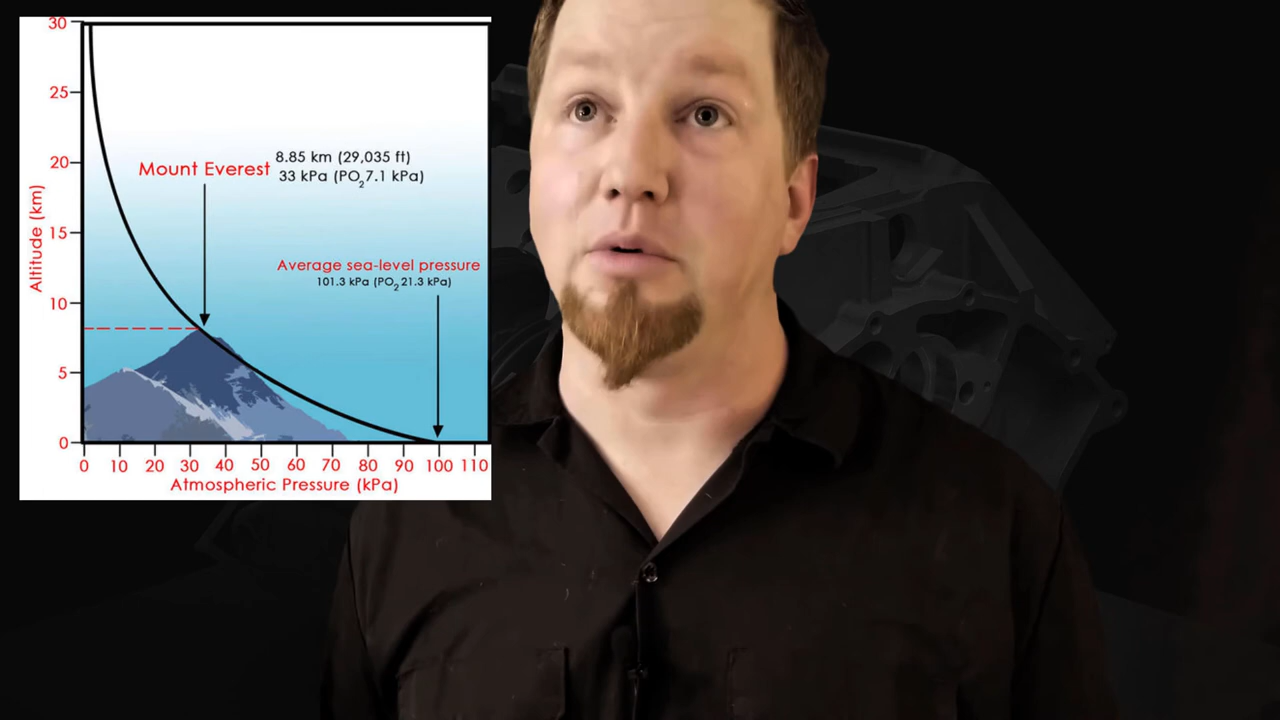 30
25
20
15
10
5
0
Altitude (km)
Mount Everest
8.85 km (29,035 ft)
33 kPa (PO2 7.1 kPa)
Average sea-level pressure
101.3 kPa (PO2 21.3 kPa)
0 10 20 30 40 50 60 70 80 90 100 110
Atmospheric Pressure (kPa)